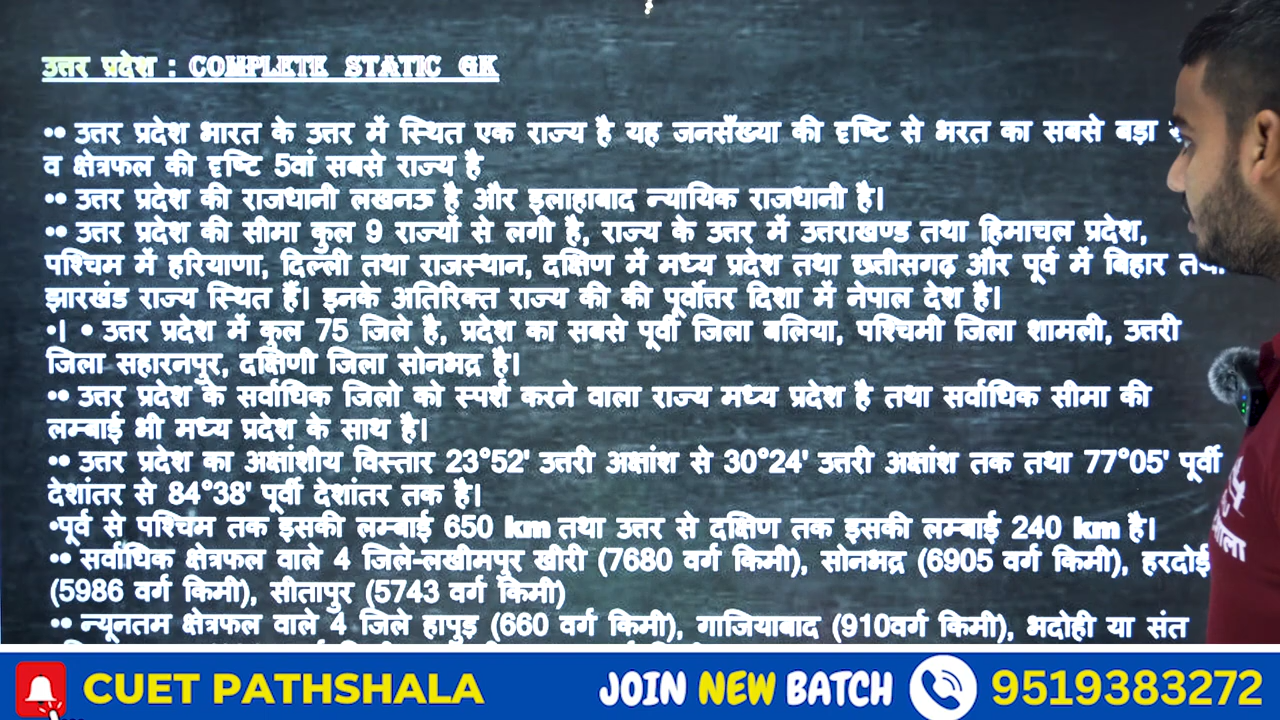 उत्तर प्रदेश : COMPLETE STATIC GK
•• उत्तर प्रदेश भारत के उत्तर में स्थित एक राज्य है यह जनसँख्या की दृष्टि से भरत का सबसे बड़ा
व क्षेत्रफल की दृष्टि 5वां सबसे राज्य है
•• उत्तर प्रदेश की राजधानी लखनऊ है और इलाहाबाद न्यायिक राजधानी है।
•• उत्तर प्रदेश की सीमा कुल 9 राज्यों से लगी है, राज्य के उत्तर में उत्तराखण्ड तथा हिमाचल प्रदेश,
पश्चिम में हरियाणा, दिल्ली तथा राजस्थान, दक्षिण में मध्य प्रदेश तथा छत्तीसगढ़ और पूर्व में बिहार तथा
झारखंड राज्य स्थित हैं। इनके अतिरिक्त राज्य की की पूर्वोत्तर दिशा में नेपाल देश है।
•| • उत्तर प्रदेश में कुल 75 जिले है, प्रदेश का सबसे पूर्वी जिला बलिया, पश्चिमी जिला शामली, उत्तरी
जिला सहारनपुर, दक्षिणी जिला सोनभद्र है।
•• उत्तर प्रदेश के सर्वाधिक जिलो को स्पर्श करने वाला राज्य मध्य प्रदेश है तथा सर्वाधिक सीमा की
लम्बाई भी मध्य प्रदेश के साथ है।
•• उत्तर प्रदेश का अक्षांशीय विस्तार 23°52' उत्तरी अक्षांश से 30°24' उत्तरी अक्षांश तक तथा 77°05' पूर्वी
देशांतर से 84°38' पूर्वी देशांतर तक है।
•पूर्व से पश्चिम तक इसकी लम्बाई 650 km तथा उत्तर से दक्षिण तक इसकी लम्बाई 240 km है।
•• सर्वाधिक क्षेत्रफल वाले 4 जिले-लखीमपुर खीरी (7680 वर्ग किमी), सोनभद्र (6905 वर्ग किमी), हरदोई
(5986 वर्ग किमी), सीतापुर (5743 वर्ग किमी)
•• न्यूनतम क्षेत्रफल वाले 4 जिले हापुड़ (660 वर्ग किमी), गाजियाबाद (910वर्ग किमी), भदोही या संत
CUET PATHSHALA
JOIN NEW BATCH
9519383272